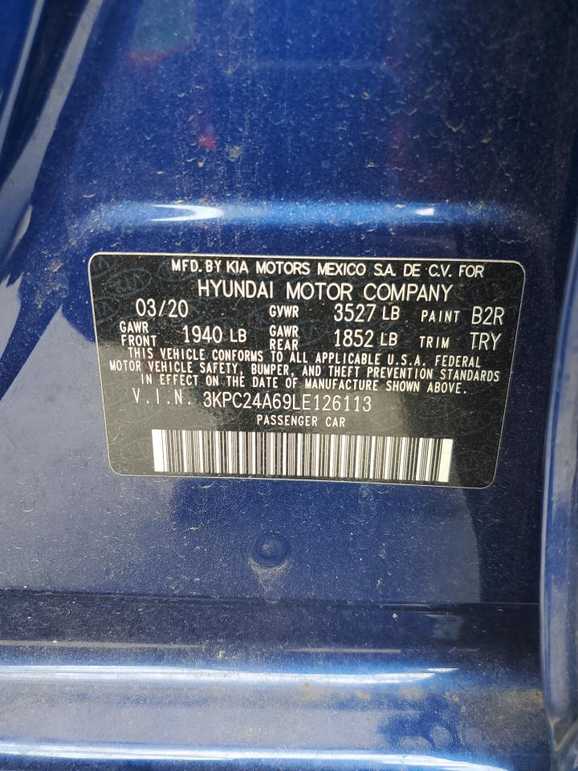 MFD. BY KIA MOTORS MEXICO S.A. DE C.V. FOR
HYUNDAI MOTOR COMPANY
03/20 GVWR 3527 LB PAINT B2R
GAWR FRONT 1940 LB GAWR REAR 1852 LB TRIM TRY
THIS VEHICLE CONFORMS TO ALL APPLICABLE U.S.A. FEDERAL
MOTOR VEHICLE SAFETY, BUMPER, AND THEFT PREVENTION STANDARDS
IN EFFECT ON THE DATE OF MANUFACTURE SHOWN ABOVE.
V.I.N. 3KPC24A69LE126113
PASSENGER CAR